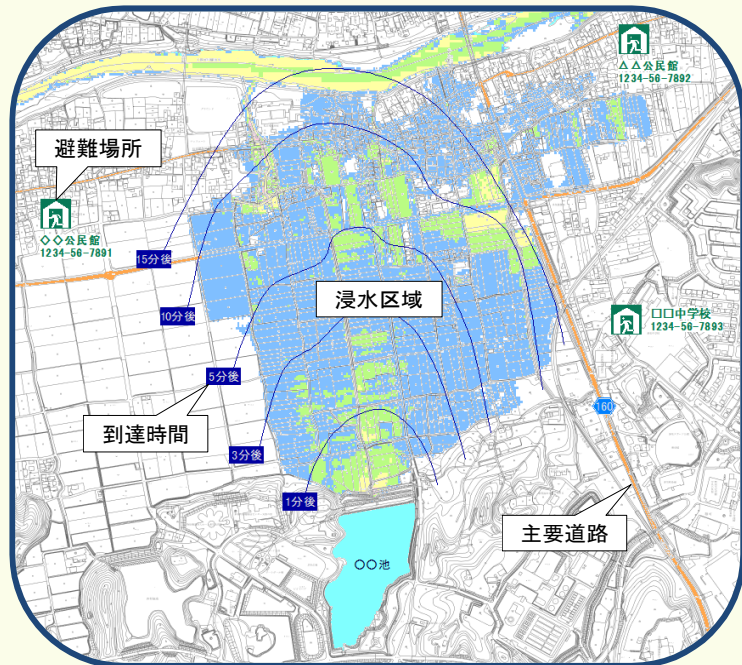 △△公民館
1234-56-7892
避難場所
◇◇公民館
1234-56-7891
15分後
10分後
浸水区域
□□中学校
1234-56-7893
5分後
160
到達時間
3分後
1分後
主要道路
○○池